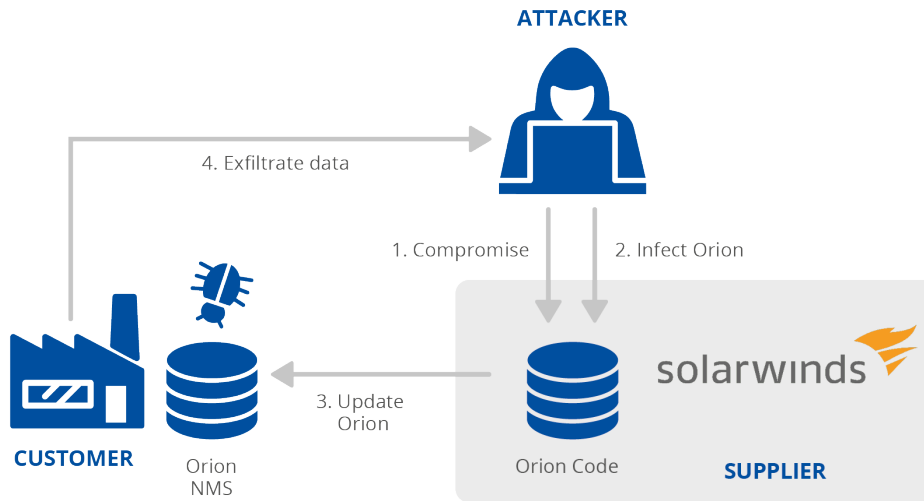 ATTACKER
4. Exfiltrate data
1. Compromise
2. Infect Orion
solarwinds
3. Update
Orion
CUSTOMER
Orion
NMS
Orion Code
SUPPLIER